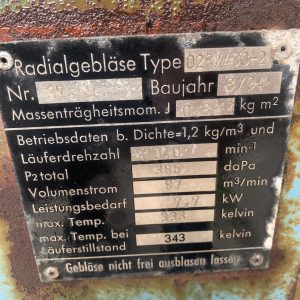 Radialgebläse Type
Nr. Baujahr
Massenträgheitsmom. J kg m²
Betriebsdaten b. Dichte=1,2 kg/m³ und
Läuferdrehzahl min⁻¹
P₂total daPa
Volumenstrom 97 m³/min
Leistungsbedarf kW
max. Temp. 333 kelvin
max. Temp. bei 343 kelvin
Läuferstillstand
Gebläse nicht frei ausblasen lassen